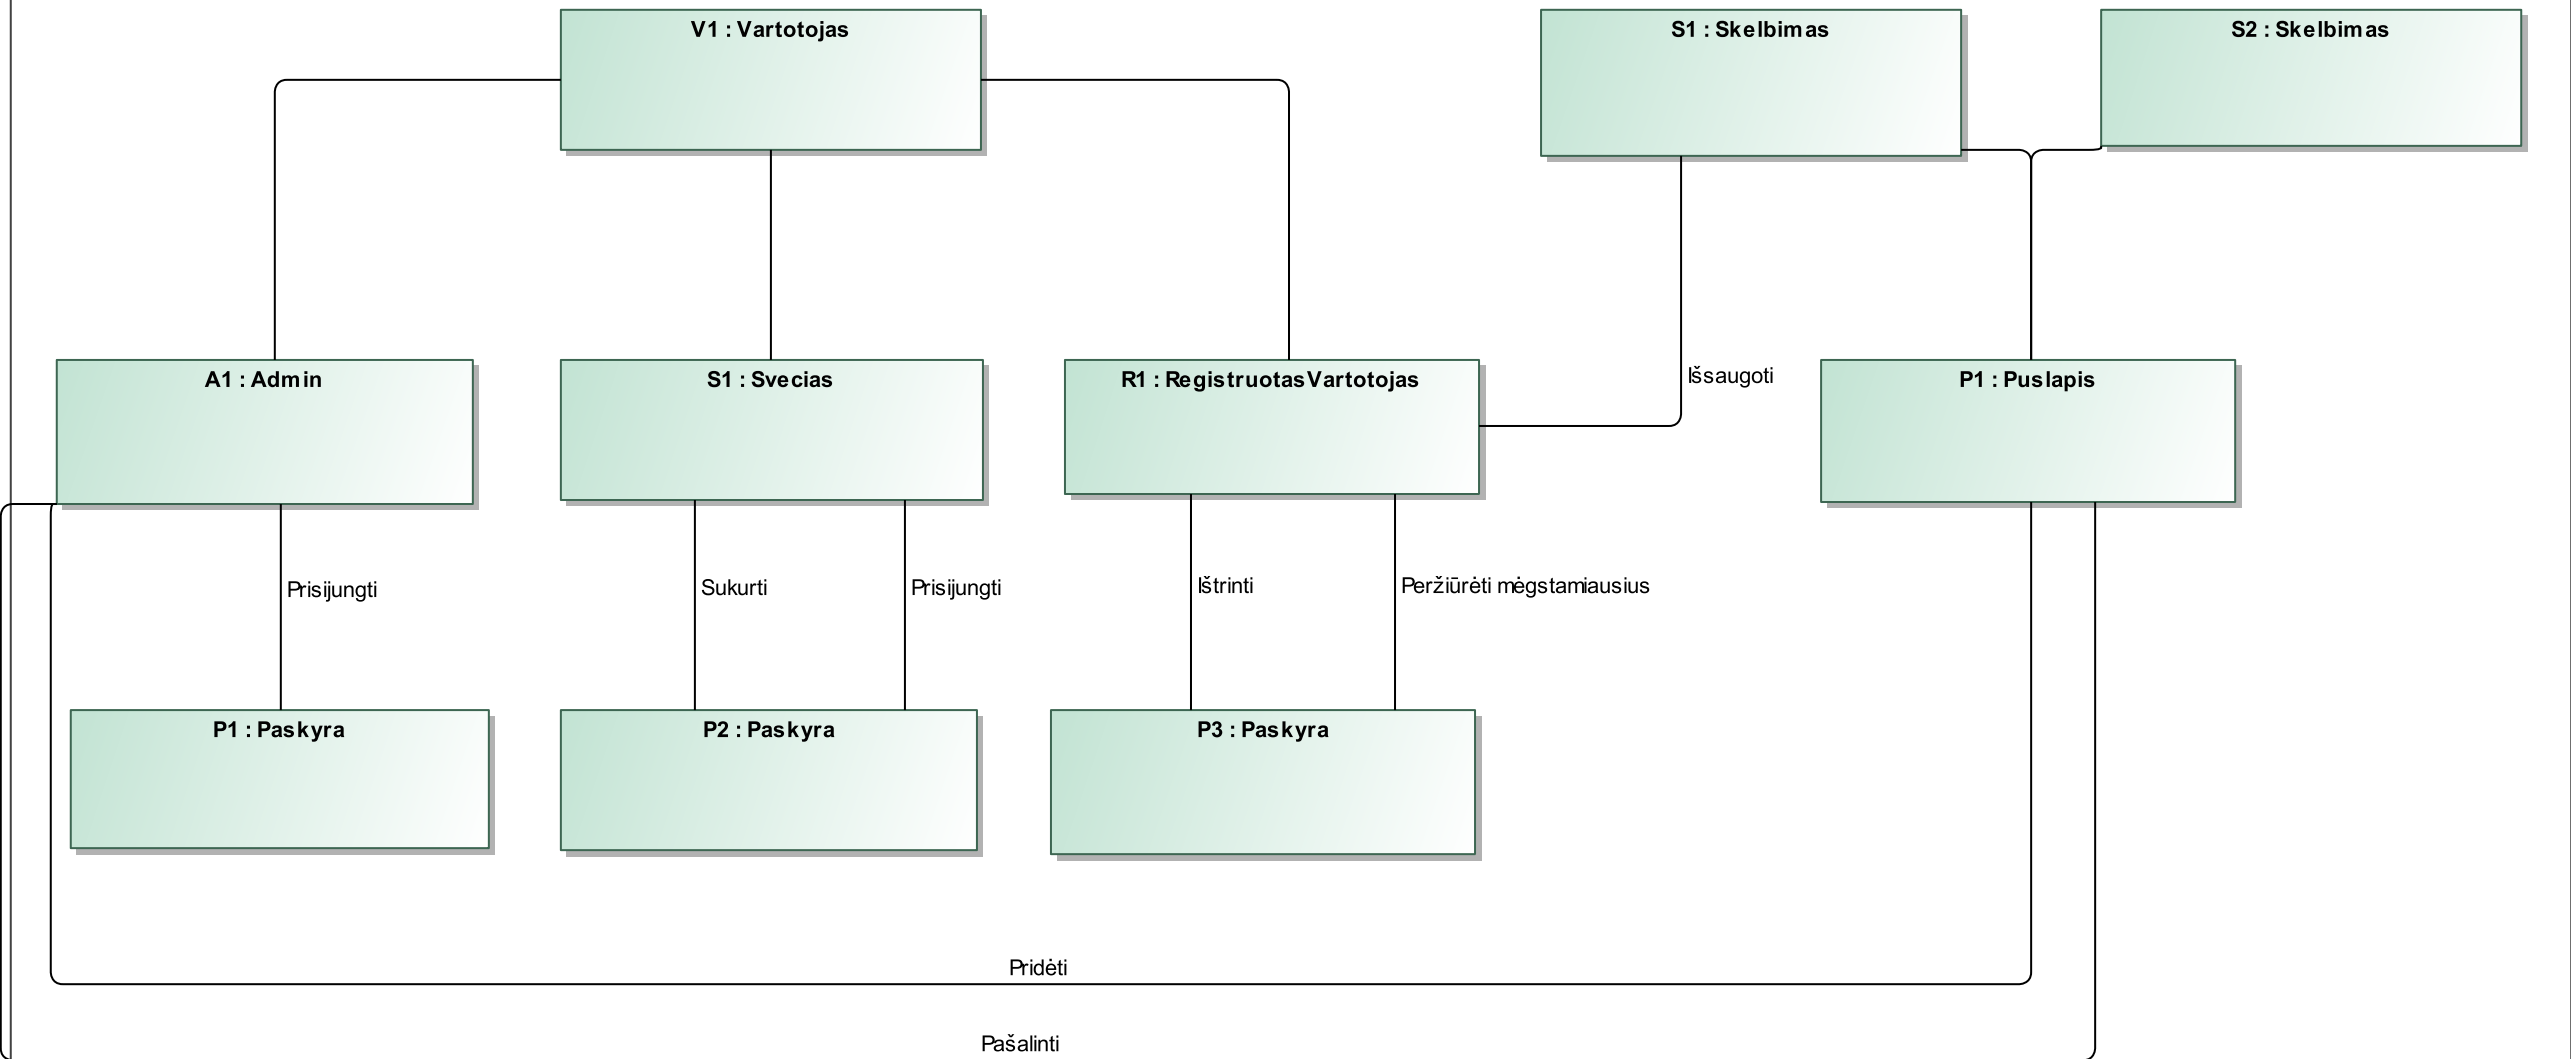 V1 : Vartotojas
S1 : Skelbimas
S2 : Skelbimas
A1 : Admin
S1 : Svecias
R1 : RegistruotasVartotojas
Išsaugoti
P1 : Puslapis
Prisijungti
Sukurti
Prisijungti
Ištrinti
Peržiūrėti mėgstamiausius
P1 : Paskyra
P2 : Paskyra
P3 : Paskyra
Pridėti
Pašalinti